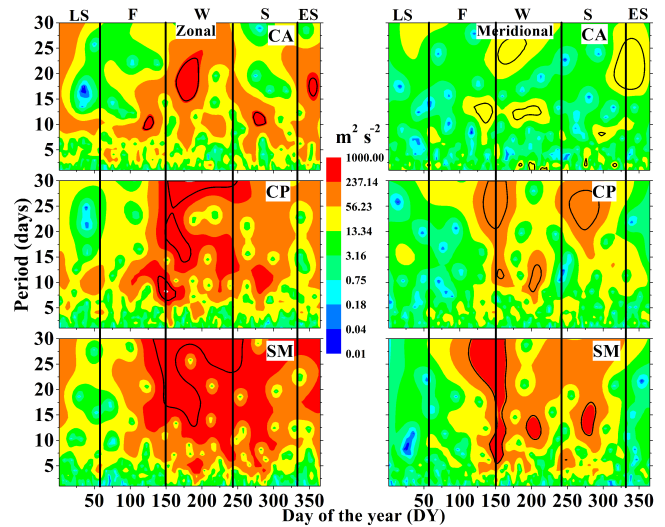 LS F W S ES
LS F W S ES
Zonal CA
Meridional CA
30
25
20
15
10
5
m² s⁻²
1000.00
237.14
56.23
13.34
3.16
0.75
0.18
0.04
0.01
Period (days)
30 CP
25
20
15
10
5
CP
30 SM
25
20
15
10
5
SM
50 100 150 200 250 300 350
50 100 150 200 250 300 350
Day of the year (DY)